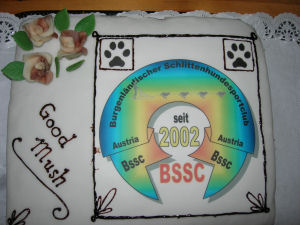 Good
Mush
Burgenländischer Schlittenhundesportclub
seit
2002
Austria
Bssc
Austria
Bssc
BSSC